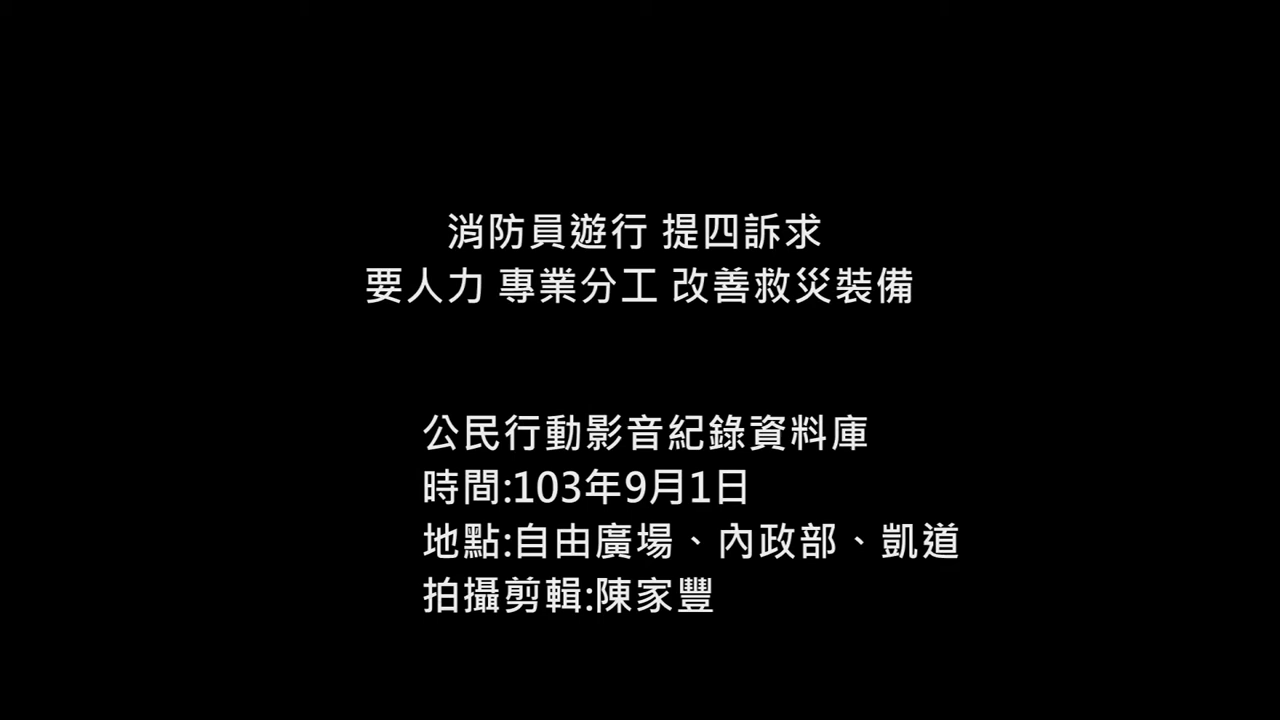 消防員遊行 提四訴求
要人力 專業分工 改善救災裝備
公民行動影音紀錄資料庫
時間:103年9月1日
地點:自由廣場、內政部、凱道
拍攝剪輯:陳家豐